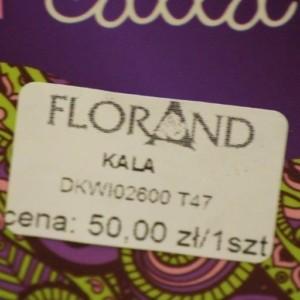 FLORAND
KALA
DKWI02600 T47
cena: 50,00 zł/1szt